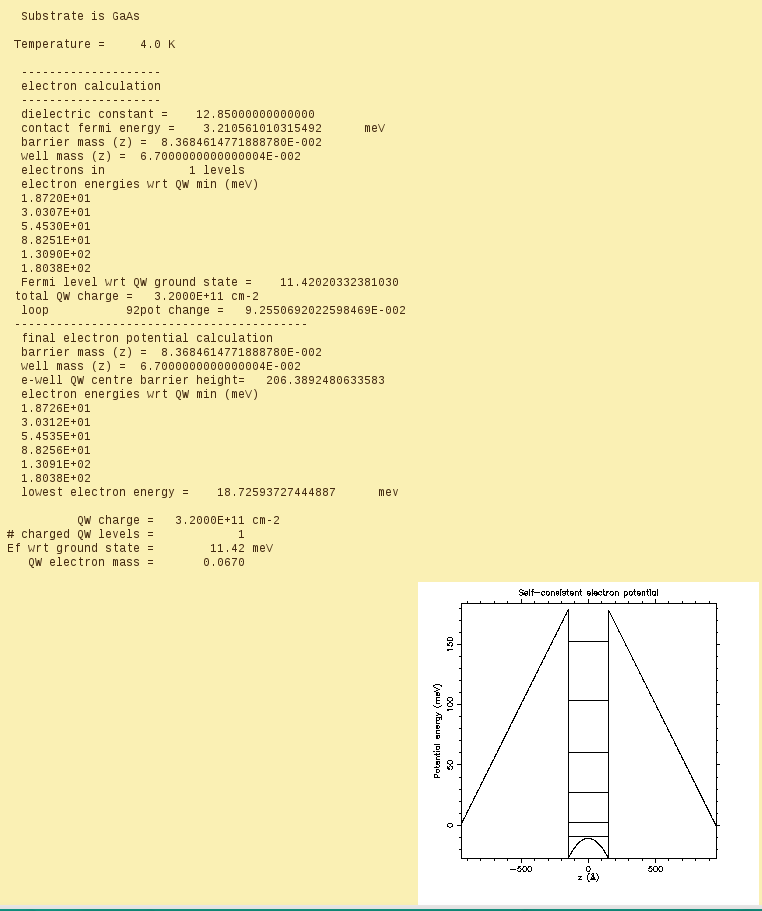 Substrate is GaAs
Temperature =     4.0 K
--------------------
electron calculation
--------------------
dielectric constant =    12.85000000000000
contact fermi energy =    3.210561010315492      meV
barrier mass (z) =  8.3684614771888780E-002
well mass (z) =  6.7000000000000004E-002
electrons in            1 levels
electron energies wrt QW min (meV)
1.8720E+01
3.0307E+01
5.4530E+01
8.8251E+01
1.3090E+02
1.8038E+02
Fermi level wrt QW ground state =    11.42020332381030
total QW charge =   3.2000E+11 cm-2
loop           92pot change =   9.2550692022598469E-002
------------------------------------------
final electron potential calculation
barrier mass (z) =  8.3684614771888780E-002
well mass (z) =  6.7000000000000004E-002
e-well QW centre barrier height=   206.3892480633583
electron energies wrt QW min (meV)
1.8726E+01
3.0312E+01
5.4535E+01
8.8256E+01
1.3091E+02
1.8038E+02
lowest electron energy =    18.72593727444887      mev
QW charge =   3.2000E+11 cm-2
# charged QW levels =            1
Ef wrt ground state =        11.42 meV
QW electron mass =       0.0670
Self-consistent electron potential
150
100
50
0
Potential energy (meV)
-500 0 500
z (Å)